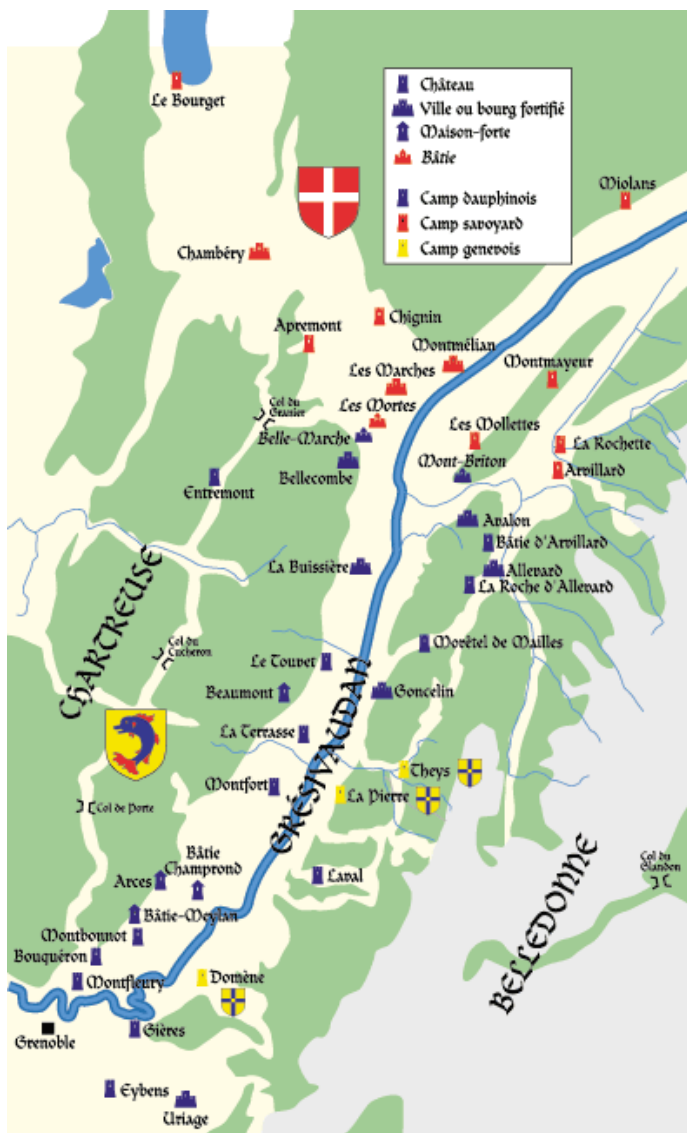 Le Bourget
Château
Ville ou bourg fortifié
Maison-forte
Bâtie
Camp dauphinois
Camp savoyard
Camp genevois
Miolans
Chambéry
Chignin
Apremont
Montmélian
Les Marches
Montmayeur
Col du
Granier
Les Mortes
Belle-Marche
Les Mollettes
La Rochette
Mont-Briton
Arvillard
Bellecombe
Entremont
Avalon
Bâtie d'Arvillard
La Buissière
Allevard
La Roche d'Allevard
CHARTREUSE
Col du
Cucheron
Morêtel de Mailles
Le Touvet
Beaumont
Goncelin
La Terrasse
GRÉSIVAUDAN
Theys
Montfort
La Pierre
Col de Porte
Bâtie
Champrond
Arces
Laval
Col du
Glandon
Bâtie-Meylan
Montbonnot
Bouquéron
BELLEDONNE
Montfleury
Domène
Grenoble
Gières
Eybens
Uriage